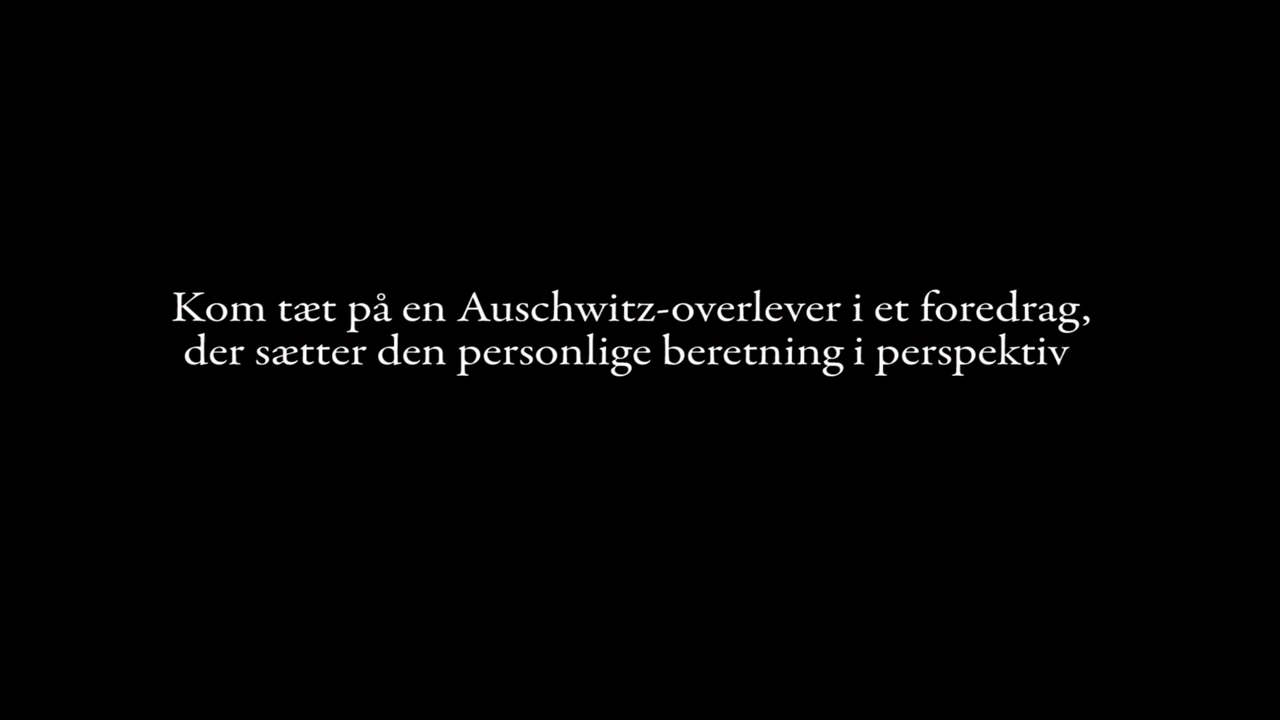 Kom tæt på en Auschwitz-overlever i et foredrag,
der sætter den personlige beretning i perspektiv